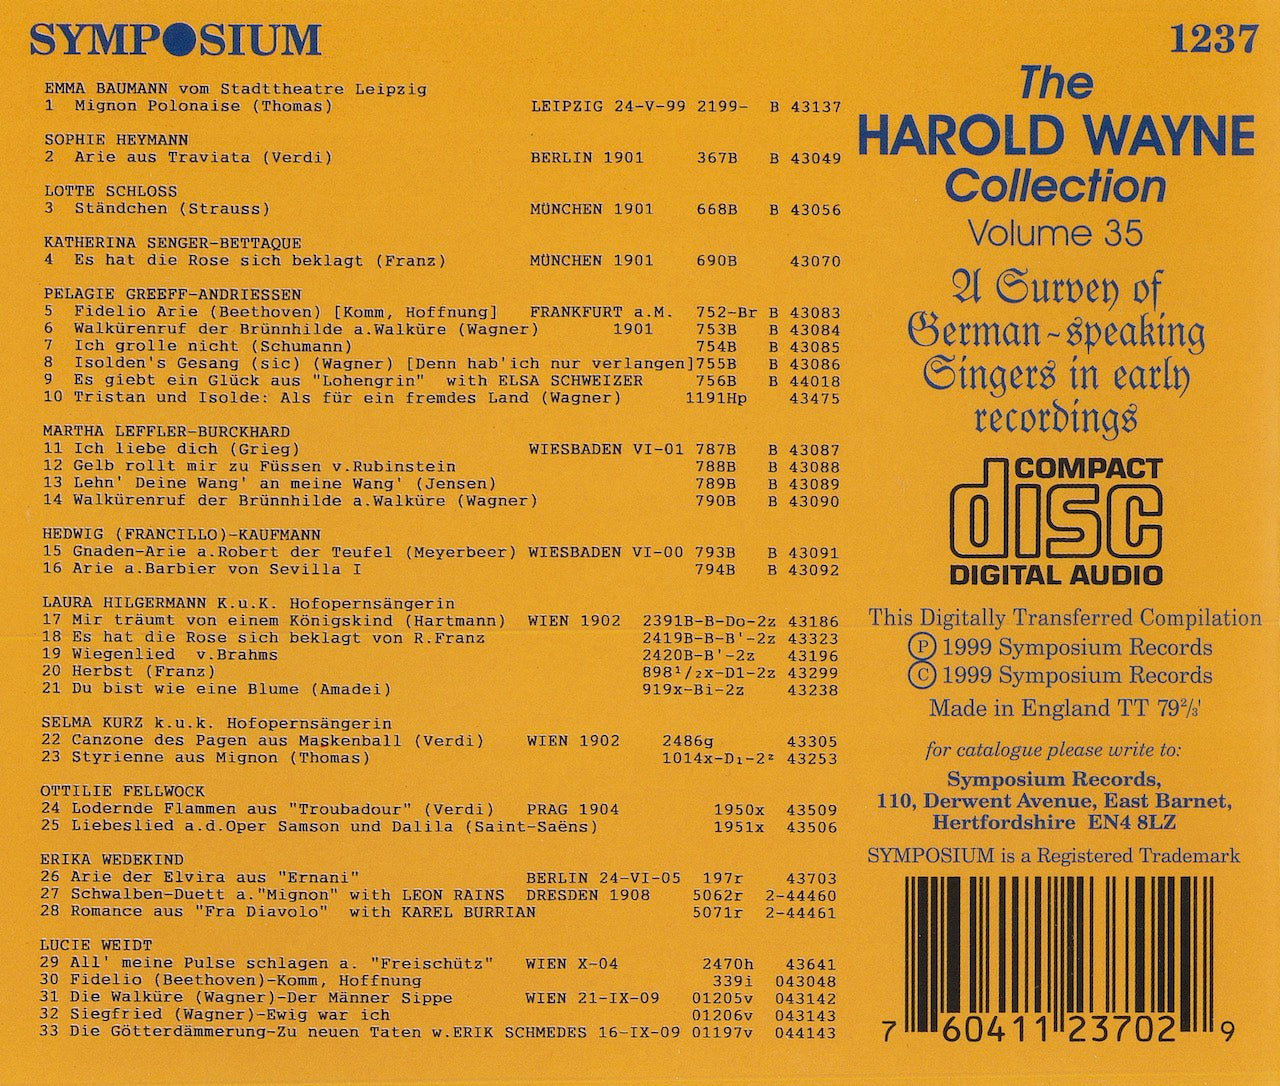 SYMPOSIUM
EMMA BAUMANN vom Stadttheatre Leipzig
1 Mignon Polonaise (Thomas) LEIPZIG 24-V-99 2199- B 43137
SOPHIE HEYMANN
2 Arie aus Traviata (Verdi) BERLIN 1901 367B B 43049
LOTTE SCHLOSS
3 Ständchen (Strauss) MÜNCHEN 1901 668B B 43056
KATHERINA SENGER-BETTAQUE
4 Es hat die Rose sich beklagt (Franz) MÜNCHEN 1901 690B 43070
PELAGIE GREEFF-ANDRIESSEN
5 Fidelio Arie (Beethoven) [Komm, Hoffnung] FRANKFURT a.M. 752-Br B 43083
6 Walkürenruf der Brünnhilde a.Walküre (Wagner) 1901 753B B 43084
7 Ich grolle nicht (Schumann) 754B B 43085
8 Isolden's Gesang (sic) (Wagner) [Denn hab'ich nur verlangen]755B B 43086
9 Es giebt ein Glück aus "Lohengrin" with ELSA SCHWEIZER 756B B 44018
10 Tristan und Isolde: Als für ein fremdes Land (Wagner) 1191Hp 43475
MARTHA LEFFLER-BURCKHARD
11 Ich liebe dich (Grieg) WIESBADEN VI-01 787B B 43087
12 Gelb rollt mir zu Füssen v.Rubinstein 788B B 43088
13 Lehn' Deine Wang' an meine Wang' (Jensen) 789B B 43089
14 Walkürenruf der Brünnhilde a.Walküre (Wagner) 790B B 43090
HEDWIG (FRANCILLO)-KAUFMANN
15 Gnaden-Arie a.Robert der Teufel (Meyerbeer) WIESBADEN VI-00 793B B 43091
16 Arie a.Barbier von Sevilla I 794B B 43092
LAURA HILGERMANN K.u.K. Hofopernsängerin
17 Mir träumt von einem Königskind (Hartmann) WIEN 1902 2391B-B-Do-2z 43186
18 Es hat die Rose sich beklagt von R.Franz 2419B-B-B'-2z 43323
19 Wiegenlied v.Brahms 2420B-B'-2z 43196
20 Herbst (Franz) 898¹/₂x-D1-2z 43299
21 Du bist wie eine Blume (Amadei) 919x-Bi-2z 43238
SELMA KURZ k.u.k. Hofopernsängerin
22 Canzone des Pagen aus Maskenball (Verdi) WIEN 1902 2486g 43305
23 Styrienne aus Mignon (Thomas) 1014x-D₁-2ᶻ 43253
OTTILIE FELLWOCK
24 Lodernde Flammen aus "Troubadour" (Verdi) PRAG 1904 1950x 43509
25 Liebeslied a.d.Oper Samson und Dalila (Saint-Saëns) 1951x 43506
ERIKA WEDEKIND
26 Arie der Elvira aus "Ernani" BERLIN 24-VI-05 197r 43703
27 Schwalben-Duett a."Mignon" with LEON RAINS DRESDEN 1908 5062r 2-44460
28 Romance aus "Fra Diavolo" with KAREL BURRIAN 5071r 2-44461
LUCIE WEIDT
29 All' meine Pulse schlagen a. "Freischütz" WIEN X-04 2470h 43641
30 Fidelio (Beethoven)-Komm, Hoffnung 339i 043048
31 Die Walküre (Wagner)-Der Männer Sippe WIEN 21-IX-09 01205v 043142
32 Siegfried (Wagner)-Ewig war ich 01206v 043143
33 Die Götterdämmerung-Zu neuen Taten w.ERIK SCHMEDES 16-IX-09 01197v 044143
1237
The
HAROLD WAYNE
Collection
Volume 35
A Survey of
German-speaking
Singers in early
recordings
COMPACT
disc
DIGITAL AUDIO
This Digitally Transferred Compilation
Ⓟ 1999 Symposium Records
Ⓒ 1999 Symposium Records
Made in England TT 79²/₃'
for catalogue please write to:
Symposium Records,
110, Derwent Avenue, East Barnet,
Hertfordshire EN4 8LZ
SYMPOSIUM is a Registered Trademark
7 60411 23702 9